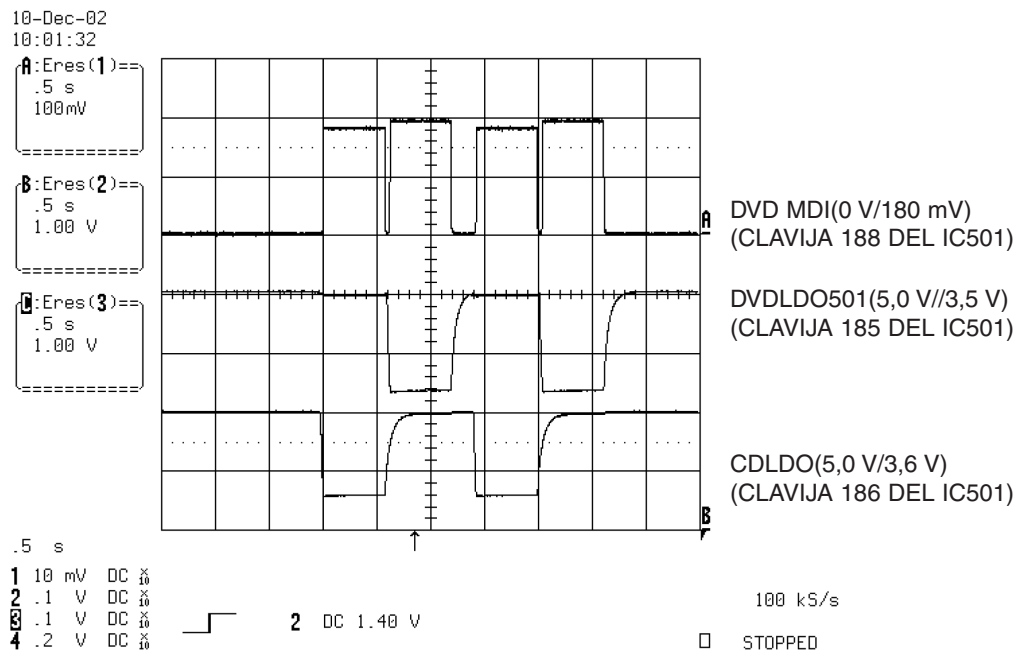 10-Dec-02
10:01:32
A:Eres(1)==
.5 s
100mV
B:Eres(2)==
.5 s
1.00 V
:Eres(3)==
.5 s
1.00 V
A
DVD MDI(0 V/180 mV)
(CLAVIJA 188 DEL IC501)
DVDLDO501(5,0 V//3,5 V)
(CLAVIJA 185 DEL IC501)
CDLDO(5,0 V/3,6 V)
(CLAVIJA 186 DEL IC501)
B
.5 s
1 10 mV DC X10
2 .1 V DC X10
3 .1 V DC X10
4 .2 V DC X10
2 DC 1.40 V
100 kS/s
STOPPED